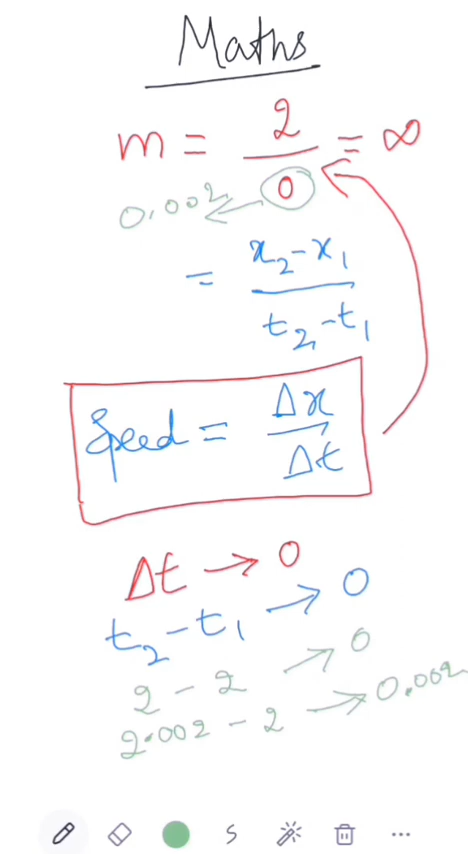 Maths
m = 2/0 = ∞
0.002 ←
= x₂-x₁ / t₂-t₁
Speed = Δx/Δt
Δt → 0
t₂-t₁ → 0
2 - 2 → 0
2.002 - 2 → 0.002
S